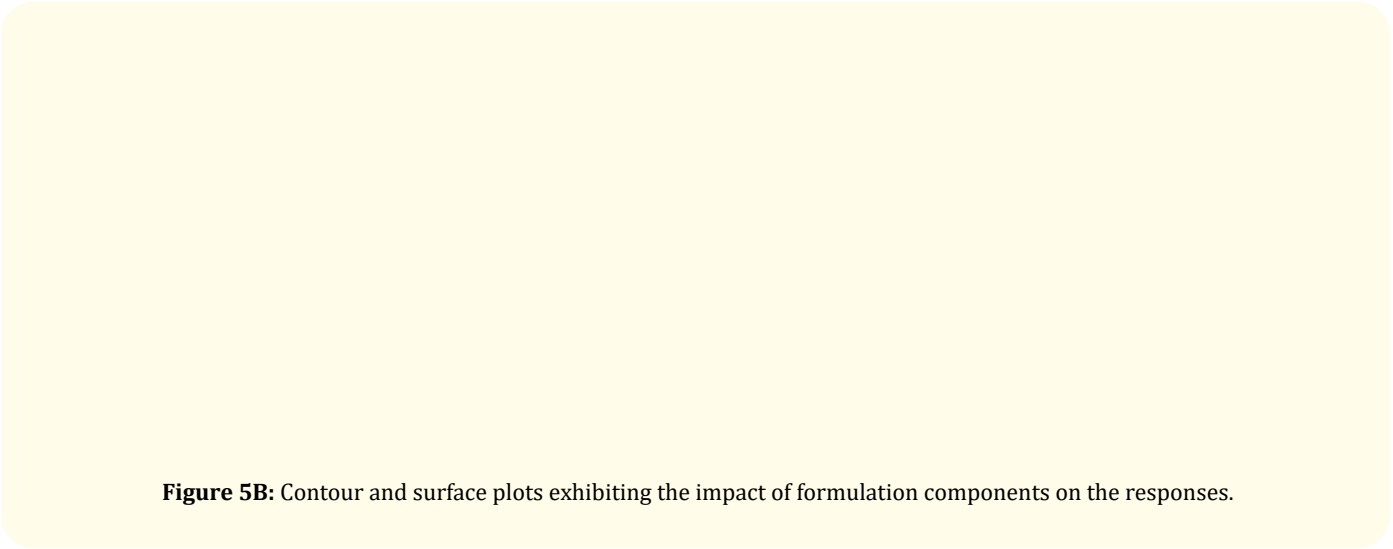 Figure 5B: Contour and surface plots exhibiting the impact of formulation components on the responses.